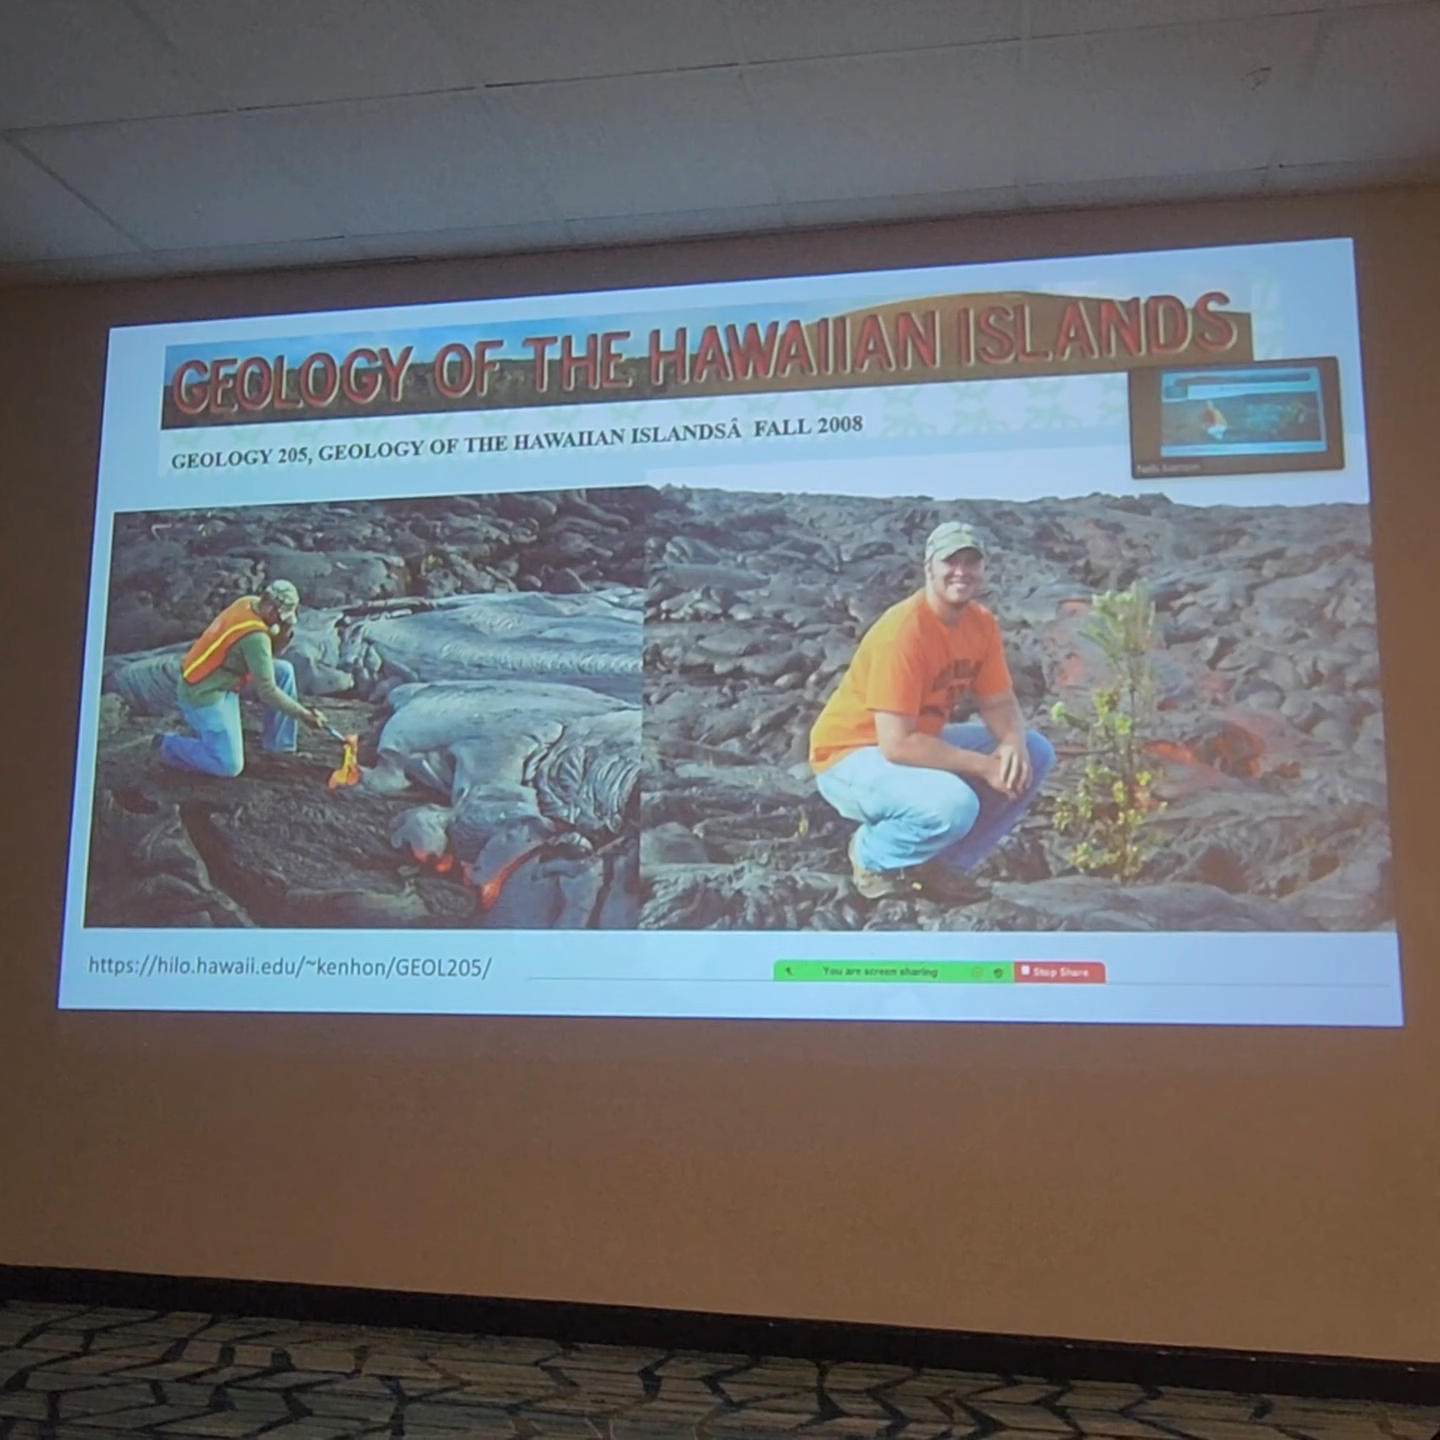 GEOLOGY OF THE HAWAIIAN ISLANDS
GEOLOGY 205, GEOLOGY OF THE HAWAIIAN ISLANDSÂ FALL 2008
https://hilo.hawaii.edu/~kenhon/GEOL205/
You are screen sharing
Stop Share